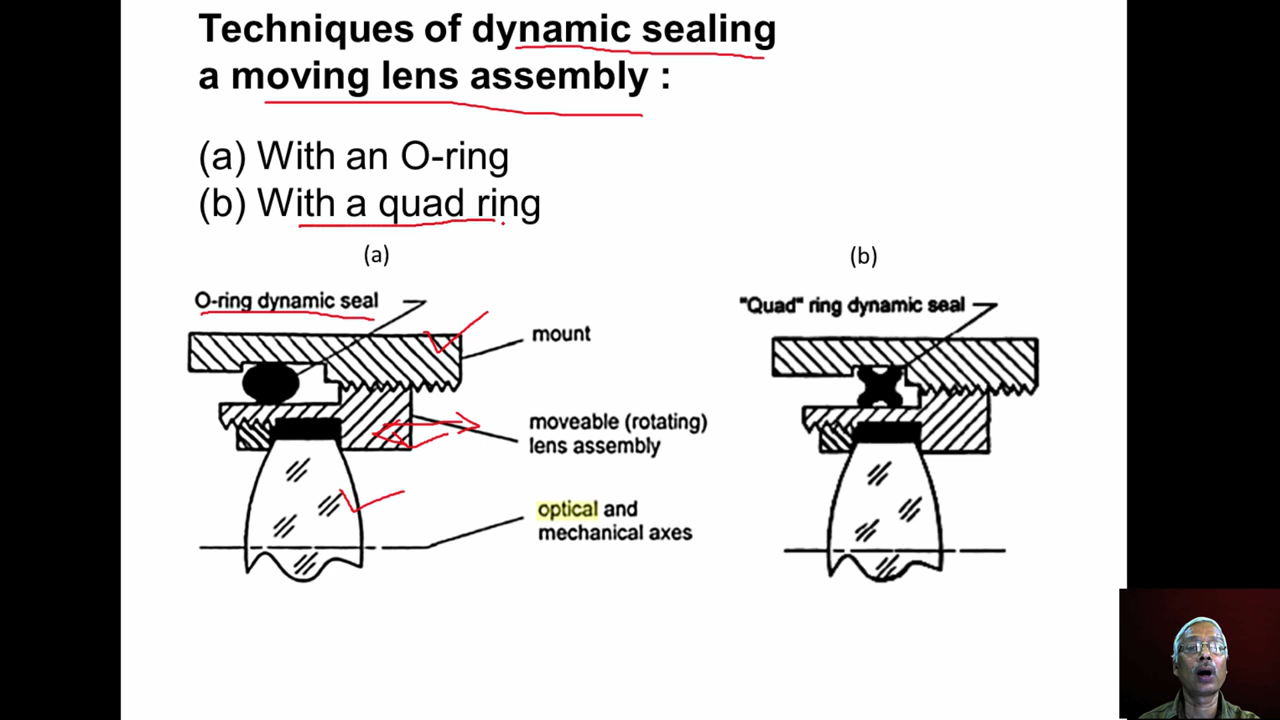 Techniques of dynamic sealing
a moving lens assembly :
(a) With an O-ring
(b) With a quad ring
(a)
(b)
O-ring dynamic seal
mount
moveable (rotating)
lens assembly
optical and
mechanical axes
"Quad" ring dynamic seal